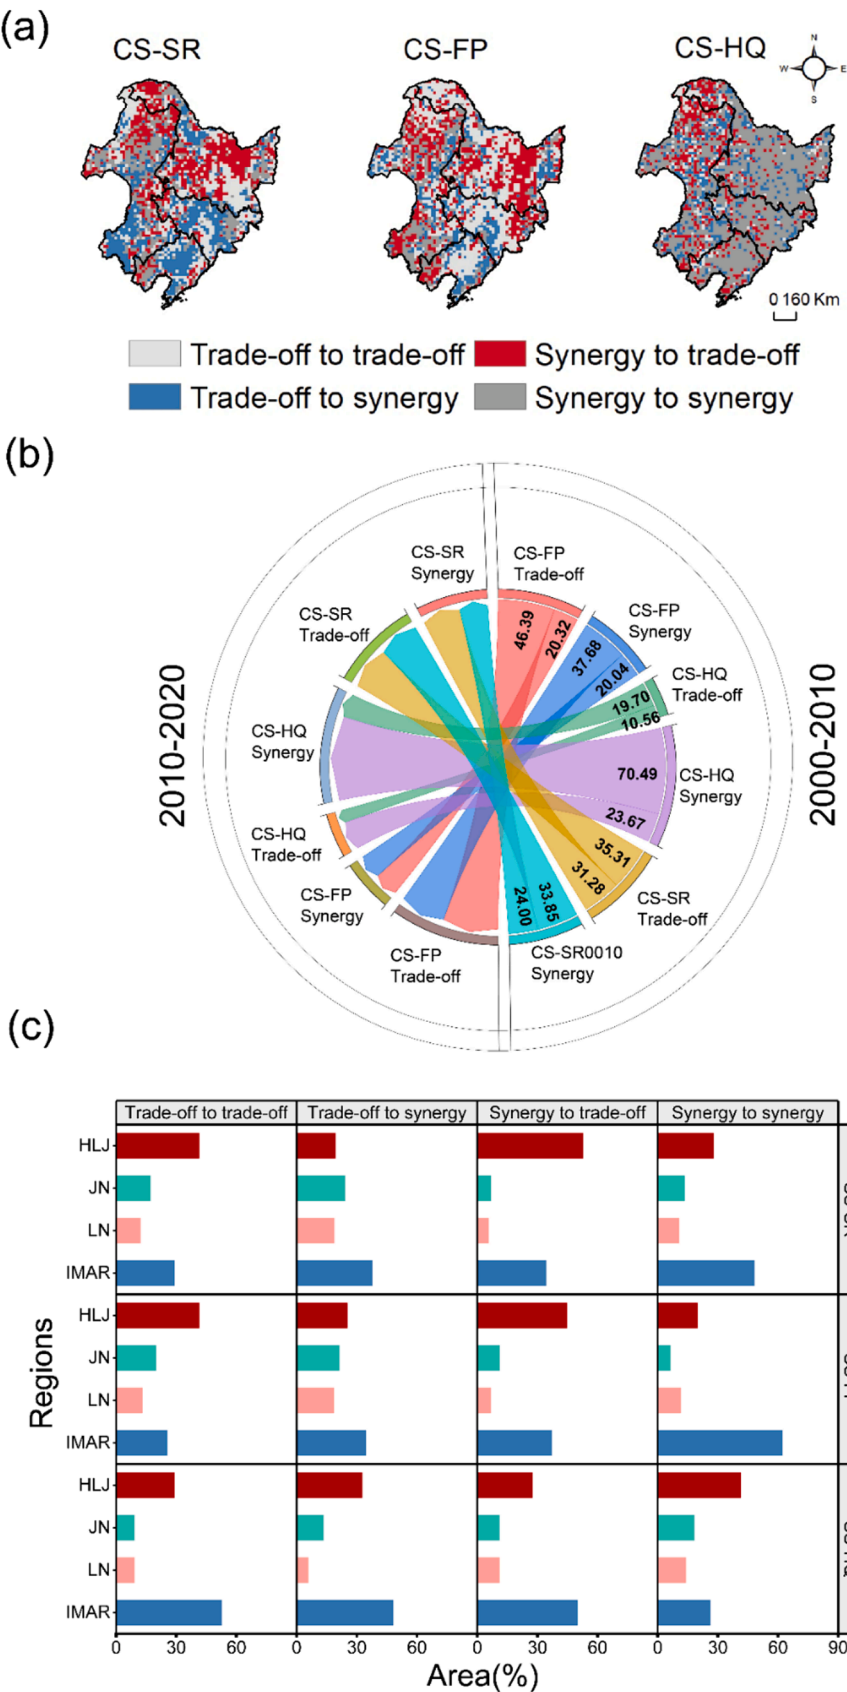 (a)
CS-SR
CS-FP
CS-HQ
N
W
E
S
0 160 Km
Trade-off to trade-off
Synergy to trade-off
Trade-off to synergy
Synergy to synergy
(b)
2010-2020
2000-2010
CS-SR
Synergy
CS-FP
Trade-off
CS-SR
Trade-off
CS-FP
Synergy
CS-HQ
Trade-off
CS-HQ
Synergy
CS-HQ
Synergy
CS-HQ
Trade-off
CS-FP
Synergy
CS-SR
Trade-off
CS-FP
Trade-off
CS-SR0010
Synergy
46.39
20.32
37.68
20.04
19.70
10.56
70.49
23.67
35.31
31.28
33.85
24.00
(c)
Trade-off to trade-off
Trade-off to synergy
Synergy to trade-off
Synergy to synergy
Regions
HLJ
JN
LN
IMAR
HLJ
JN
LN
IMAR
HLJ
JN
LN
IMAR
0 30 60 0 30 60 0 30 60 0 30 60 90
Area(%)